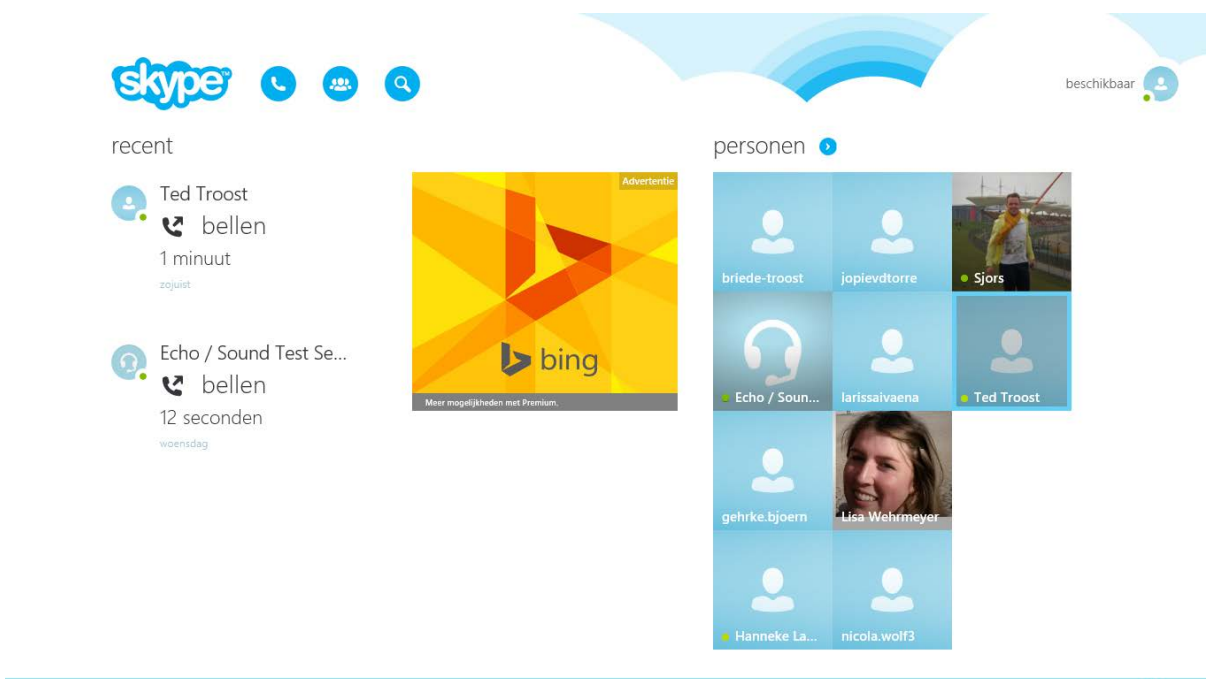 skype
beschikbaar
recent
Ted Troost
bellen
1 minuut
zojuist
Echo / Sound Test Se...
bellen
12 seconden
woensdag
Advertentie
bing
Meer mogelijkheden met Premium.
personen
briede-troost
jopievdtorre
Sjors
Echo / Soun...
larissaivaena
Ted Troost
gehrke.bjoern
Lisa Wehrmeyer
Hanneke La...
nicola.wolf3